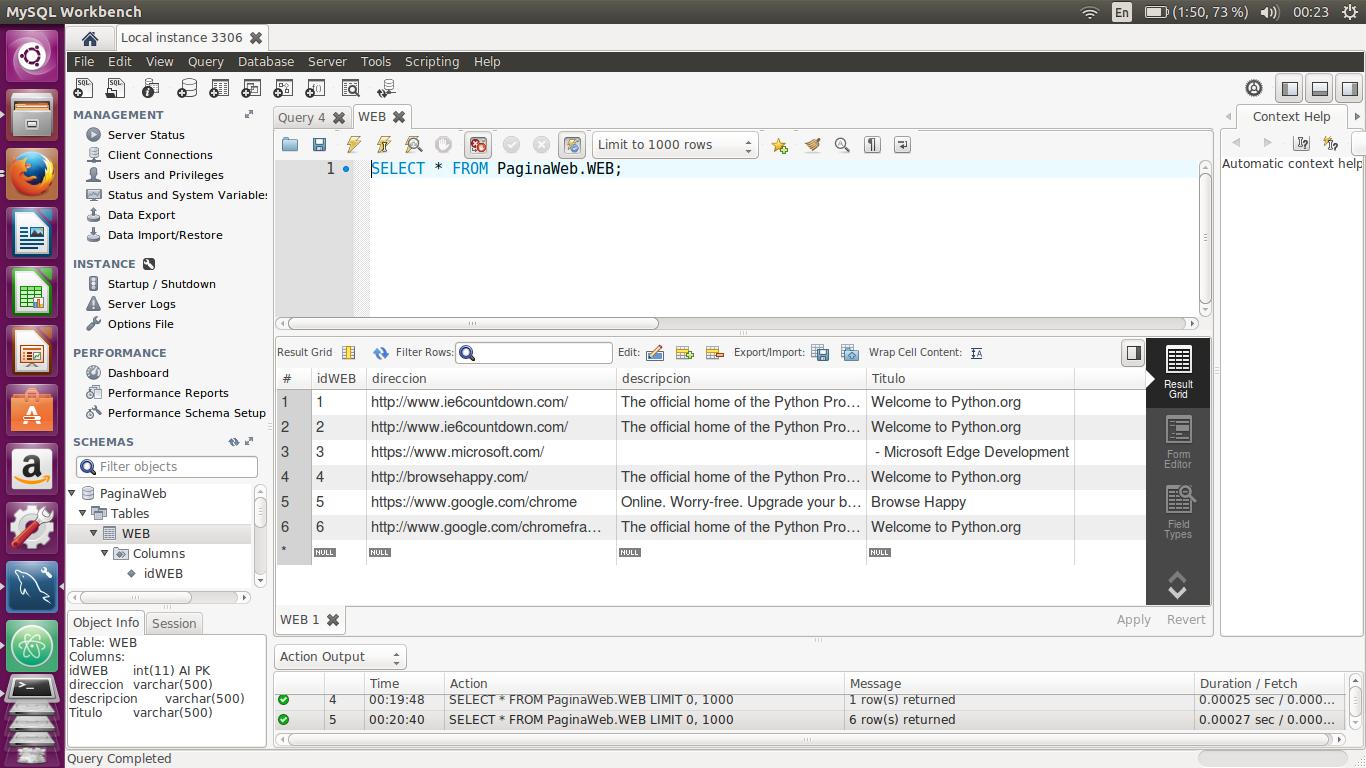 MySQL Workbench
En
(1:50, 73 %)
00:23
Local instance 3306
File Edit View Query Database Server Tools Scripting Help
MANAGEMENT
Server Status
Client Connections
Users and Privileges
Status and System Variables
Data Export
Data Import/Restore
INSTANCE
Startup / Shutdown
Server Logs
Options File
PERFORMANCE
Dashboard
Performance Reports
Performance Schema Setup
SCHEMAS
Filter objects
PaginaWeb
Tables
WEB
Columns
idWEB
Object Info Session
Table: WEB
Columns:
idWEB int(11) AI PK
direccion varchar(500)
descripcion varchar(500)
Titulo varchar(500)
Query 4 WEB
Limit to 1000 rows
1 SELECT * FROM PaginaWeb.WEB;
Context Help
Automatic context help
Result Grid Filter Rows: Edit: Export/Import: Wrap Cell Content:
# idWEB direccion descripcion Titulo
1 1 http://www.ie6countdown.com/ The official home of the Python Pro… Welcome to Python.org
2 2 http://www.ie6countdown.com/ The official home of the Python Pro… Welcome to Python.org
3 3 https://www.microsoft.com/ - Microsoft Edge Development
4 4 http://browsehappy.com/ The official home of the Python Pro… Welcome to Python.org
5 5 https://www.google.com/chrome Online. Worry-free. Upgrade your b… Browse Happy
6 6 http://www.google.com/chromefra… The official home of the Python Pro… Welcome to Python.org
* NULL NULL NULL NULL
Result
Grid
Form
Editor
Field
Types
WEB 1
Apply Revert
Action Output
Time Action Message Duration / Fetch
4 00:19:48 SELECT * FROM PaginaWeb.WEB LIMIT 0, 1000 1 row(s) returned 0.00025 sec / 0.000…
5 00:20:40 SELECT * FROM PaginaWeb.WEB LIMIT 0, 1000 6 row(s) returned 0.00027 sec / 0.000…
Query Completed